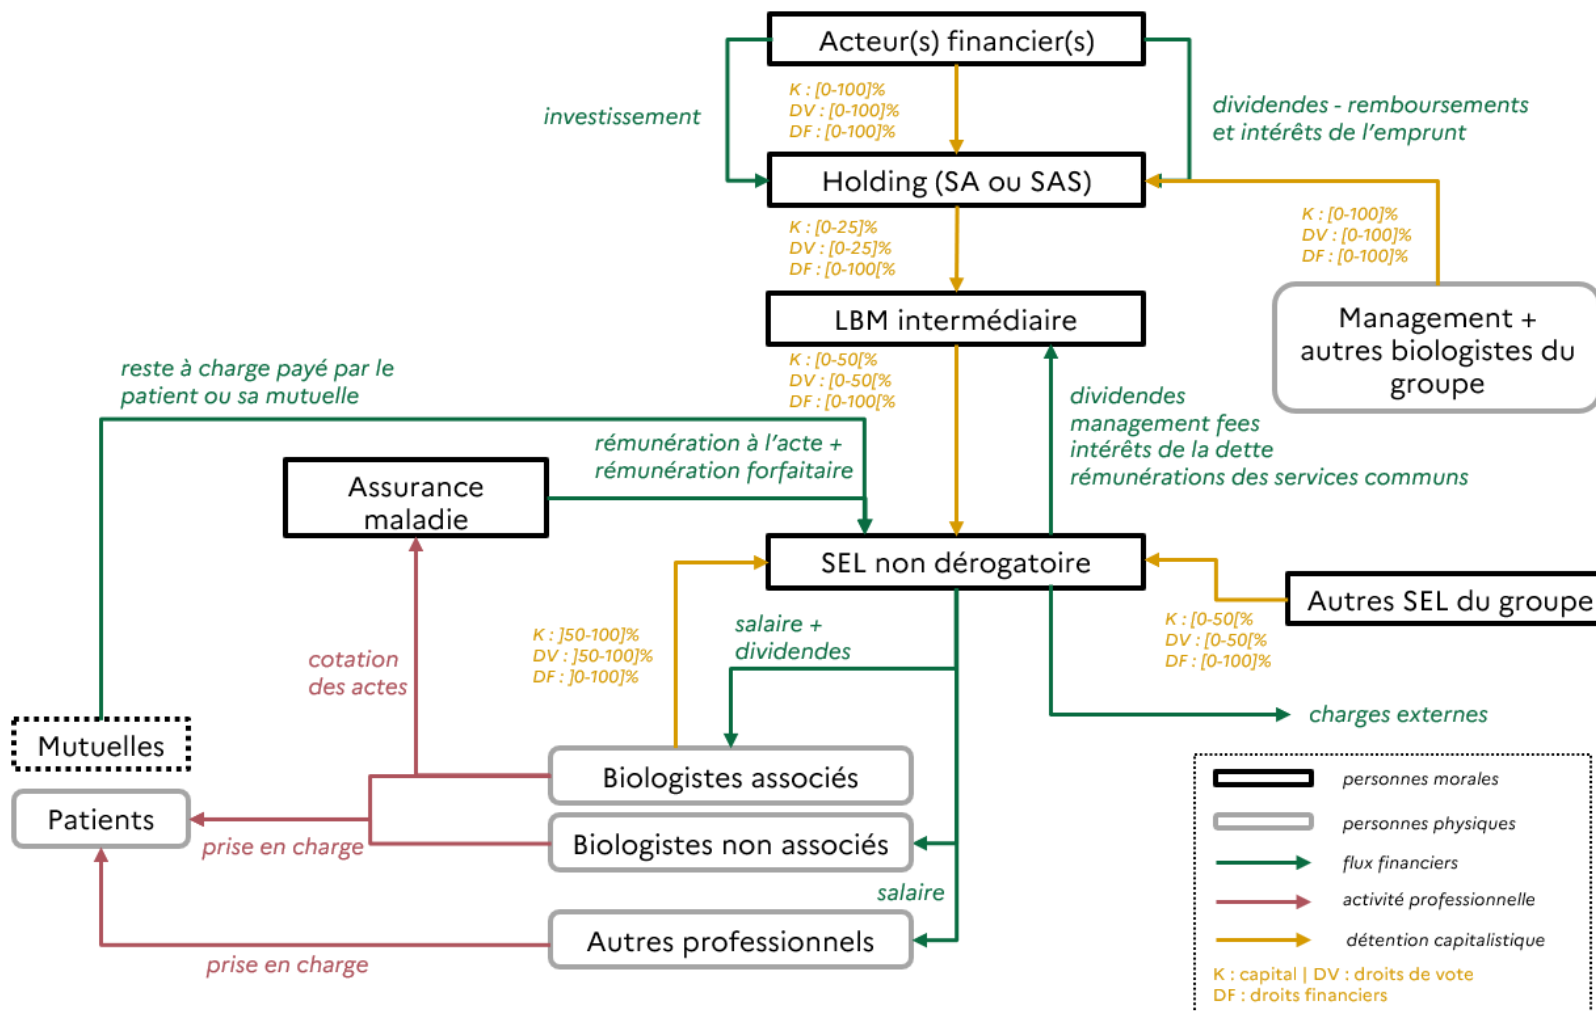 Acteur(s) financier(s)
K : [0-100]%
DV : [0-100]%
DF : [0-100]%
investissement
dividendes - remboursements
et intérêts de l'emprunt
Holding (SA ou SAS)
K : [0-25]%
DV : [0-25]%
DF : [0-100[%
K : [0-100]%
DV : [0-100]%
DF : [0-100]%
LBM intermédiaire
Management +
autres biologistes du
groupe
K : [0-50[%
DV : [0-50[%
DF : [0-100[%
reste à charge payé par le
patient ou sa mutuelle
dividendes
management fees
intérêts de la dette
rémunérations des services communs
rémunération à l'acte +
rémunération forfaitaire
Assurance
maladie
SEL non dérogatoire
Autres SEL du groupe
K : [0-50[%
DV : [0-50[%
DF : [0-100]%
K : ]50-100]%
DV : ]50-100]%
DF : ]0-100]%
salaire +
dividendes
cotation
des actes
charges externes
Mutuelles
Biologistes associés
Patients
prise en charge
Biologistes non associés
salaire
Autres professionnels
prise en charge
personnes morales
personnes physiques
flux financiers
activité professionnelle
détention capitalistique
K : capital | DV : droits de vote
DF : droits financiers